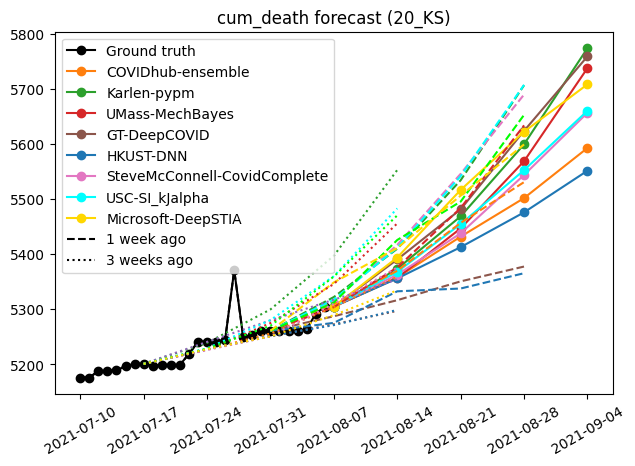 cum_death forecast (20_KS)
5800
5700
5600
5500
5400
5300
5200
Ground truth
COVIDhub-ensemble
Karlen-pypm
UMass-MechBayes
GT-DeepCOVID
HKUST-DNN
SteveMcConnell-CovidComplete
USC-SI_kJalpha
Microsoft-DeepSTIA
1 week ago
3 weeks ago
2021-07-10
2021-07-17
2021-07-24
2021-07-31
2021-08-07
2021-08-14
2021-08-21
2021-08-28
2021-09-04